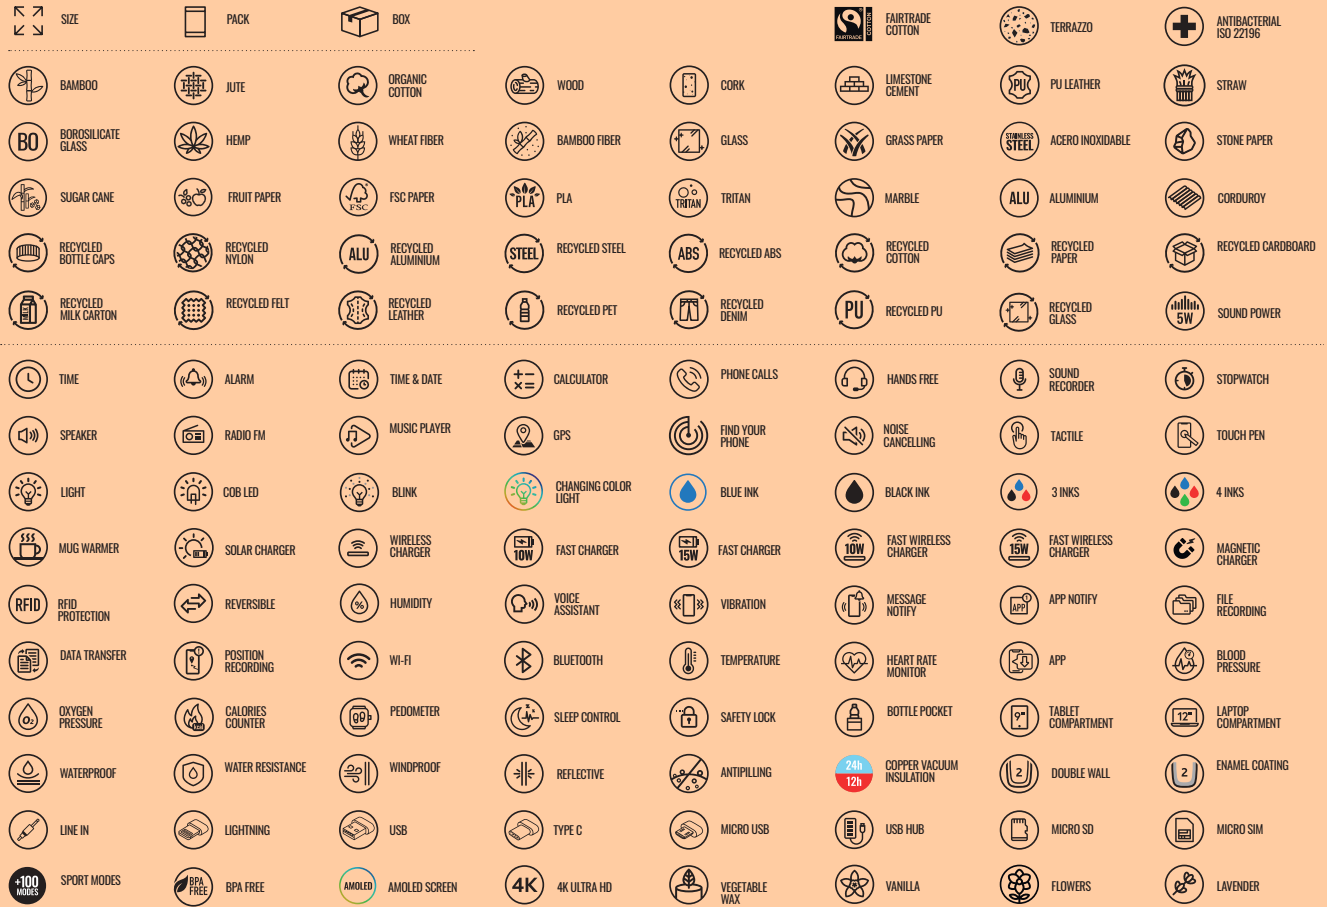 SIZE
PACK
BOX
FAIRTRADE
COTTON
FAIRTRADE
COTTON
TERRAZZO
ANTIBACTERIAL
ISO 22196
BAMBOO
JUTE
ORGANIC
COTTON
WOOD
CORK
LIMESTONE
CEMENT
PU
PU LEATHER
STRAW
BO
BOROSILICATE
GLASS
HEMP
WHEAT FIBER
BAMBOO FIBER
GLASS
GRASS PAPER
STAINLESS
STEEL
ACERO INOXIDABLE
STONE PAPER
SUGAR CANE
FRUIT PAPER
FSC
FSC PAPER
PLA
PLA
TRITAN
TRITAN
MARBLE
ALU
ALUMINIUM
CORDUROY
RECYCLED
BOTTLE CAPS
RECYCLED
NYLON
ALU
RECYCLED
ALUMINIUM
STEEL
RECYCLED STEEL
ABS
RECYCLED ABS
RECYCLED
COTTON
RECYCLED
PAPER
RECYCLED CARDBOARD
RECYCLED
MILK CARTON
RECYCLED FELT
RECYCLED
LEATHER
RECYCLED PET
RECYCLED
DENIM
PU
RECYCLED PU
RECYCLED
GLASS
5W
SOUND POWER
TIME
ALARM
TIME & DATE
CALCULATOR
PHONE CALLS
HANDS FREE
SOUND
RECORDER
STOPWATCH
SPEAKER
RADIO FM
MUSIC PLAYER
GPS
FIND YOUR
PHONE
NOISE
CANCELLING
TACTILE
TOUCH PEN
LIGHT
COB LED
BLINK
CHANGING COLOR
LIGHT
BLUE INK
BLACK INK
3 INKS
4 INKS
MUG WARMER
SOLAR CHARGER
WIRELESS
CHARGER
10W
FAST CHARGER
15W
FAST CHARGER
10W
FAST WIRELESS
CHARGER
15W
FAST WIRELESS
CHARGER
MAGNETIC
CHARGER
RFID
RFID
PROTECTION
REVERSIBLE
%
HUMIDITY
VOICE
ASSISTANT
VIBRATION
MESSAGE
NOTIFY
APP
APP NOTIFY
FILE
RECORDING
DATA TRANSFER
POSITION
RECORDING
WI-FI
BLUETOOTH
TEMPERATURE
HEART RATE
MONITOR
APP
BLOOD
PRESSURE
O2
OXYGEN
PRESSURE
CALORIES
COUNTER
PEDOMETER
SLEEP CONTROL
SAFETY LOCK
BOTTLE POCKET
9"
TABLET
COMPARTMENT
12"
LAPTOP
COMPARTMENT
WATERPROOF
WATER RESISTANCE
WINDPROOF
REFLECTIVE
ANTIPILLING
24h
12h
COPPER VACUUM
INSULATION
2
DOUBLE WALL
2
ENAMEL COATING
LINE IN
LIGHTNING
USB
TYPE C
MICRO USB
USB HUB
MICRO SD
MICRO SIM
+100
MODES
SPORT MODES
BPA
FREE
BPA FREE
AMOLED
AMOLED SCREEN
4K
4K ULTRA HD
VEGETABLE
WAX
VANILLA
FLOWERS
LAVENDER